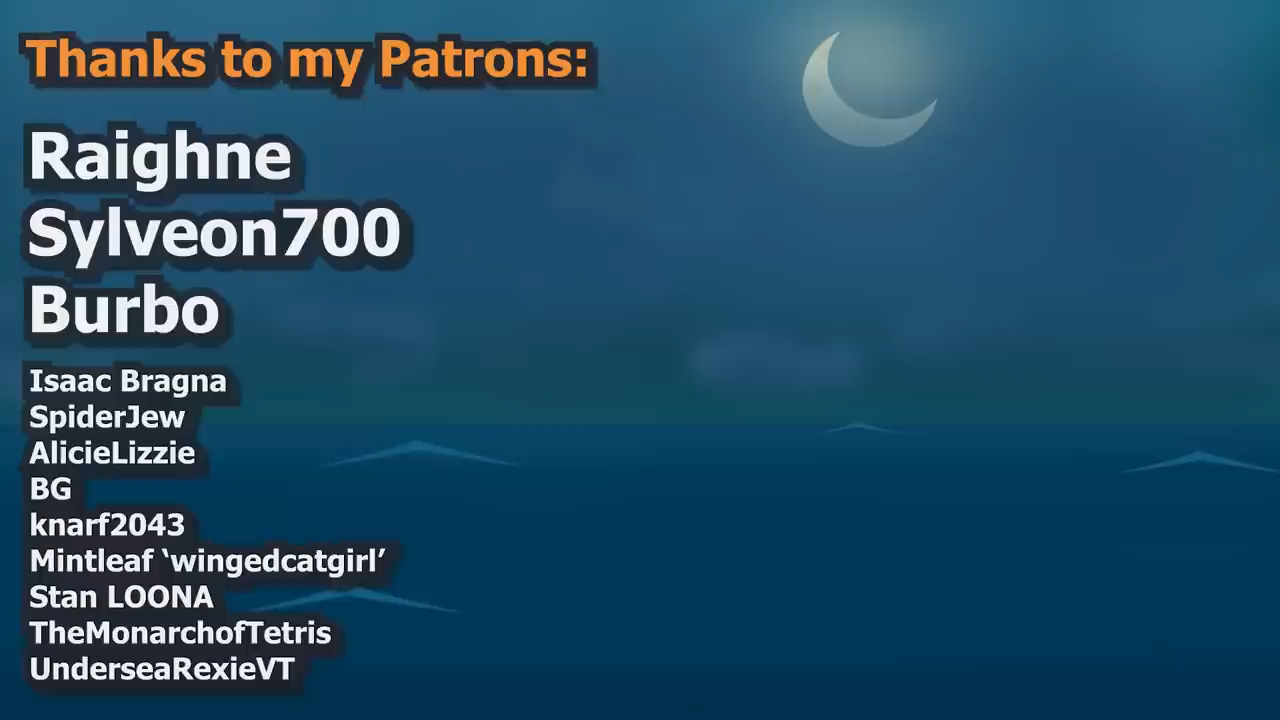 Thanks to my Patrons:
Raighne
Sylveon700
Burbo
Isaac Bragna
SpiderJew
AlicieLizzie
BG
knarf2043
Mintleaf ‘wingedcatgirl’
Stan LOONA
TheMonarchofTetris
UnderseaRexieVT